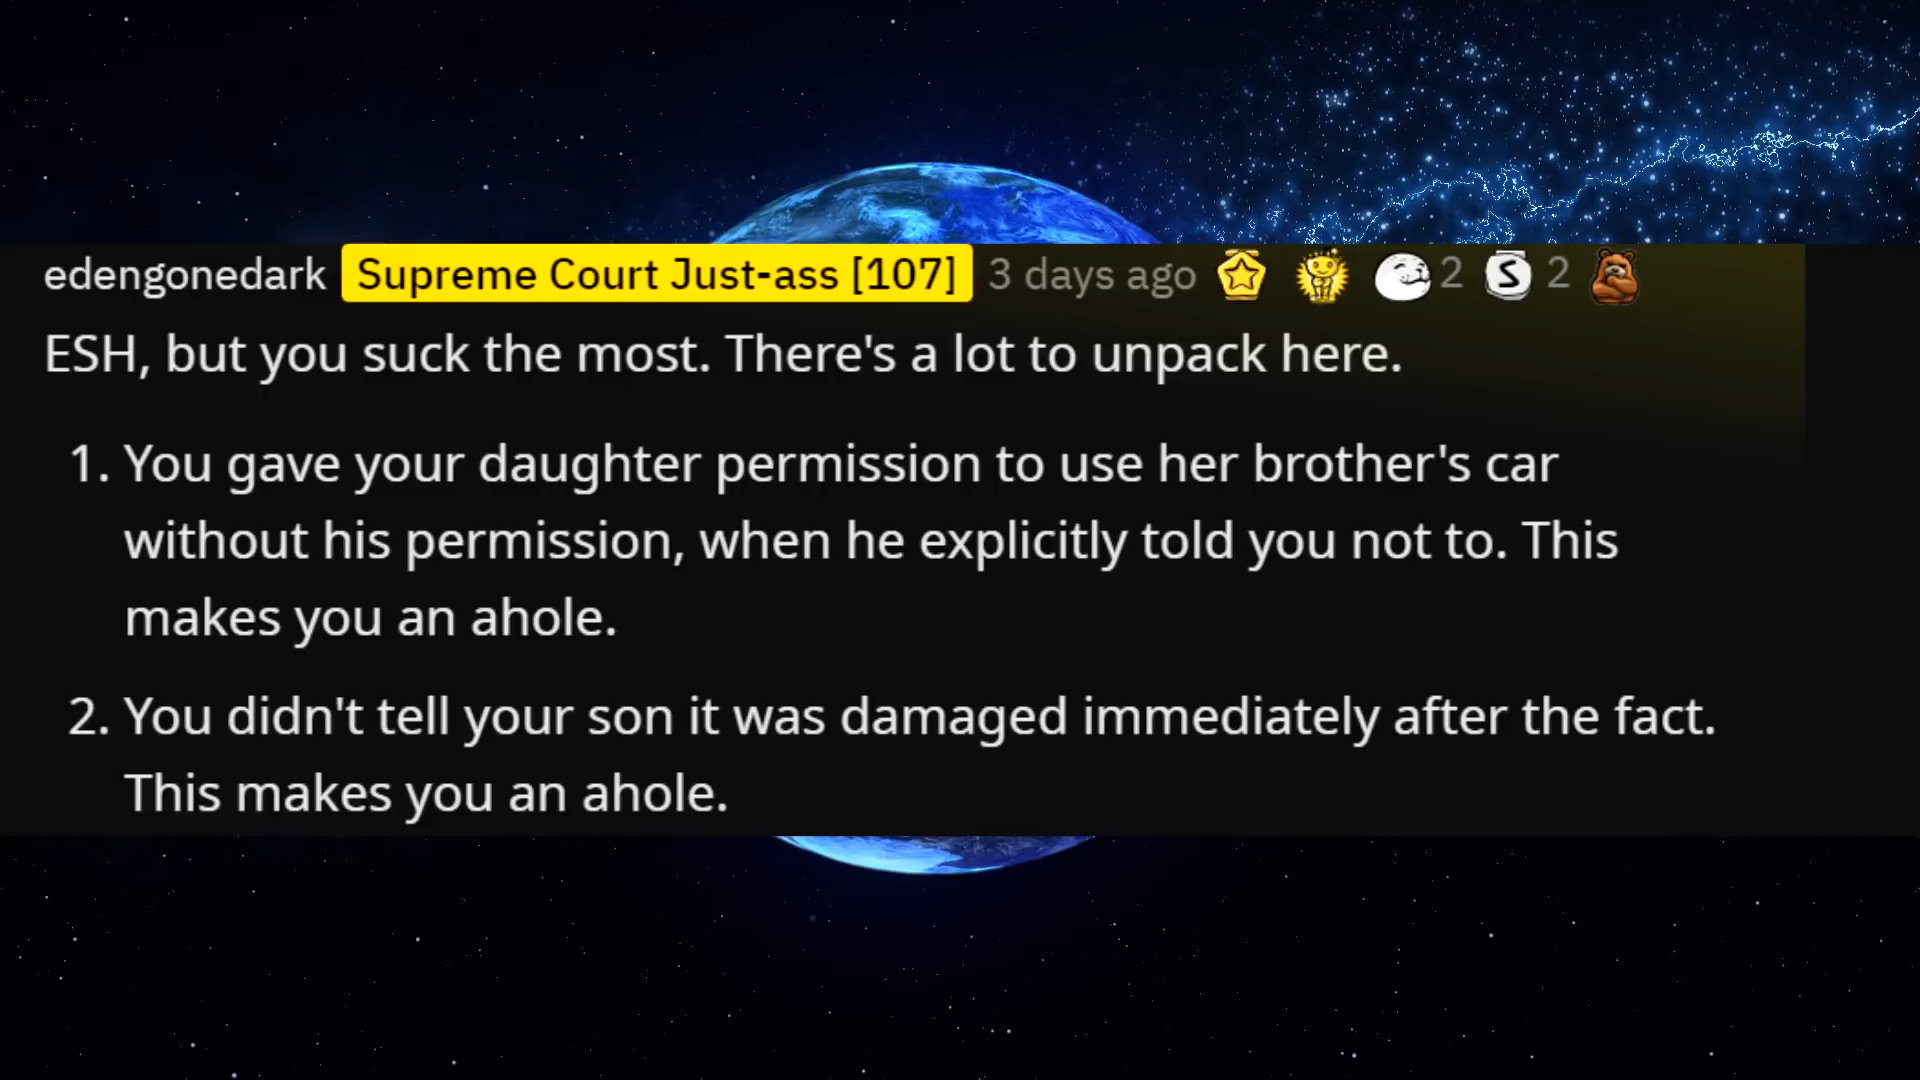 edengonedark Supreme Court Just-ass [107] 3 days ago 2 S 2
ESH, but you suck the most. There's a lot to unpack here.
1. You gave your daughter permission to use her brother's car
without his permission, when he explicitly told you not to. This
makes you an ahole.
2. You didn't tell your son it was damaged immediately after the fact.
This makes you an ahole.